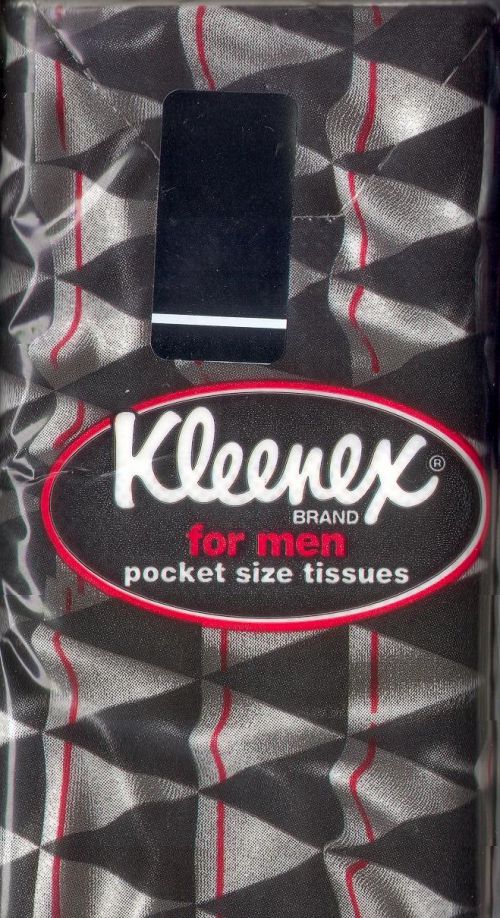 Kleenex®
BRAND
for men
pocket size tissues